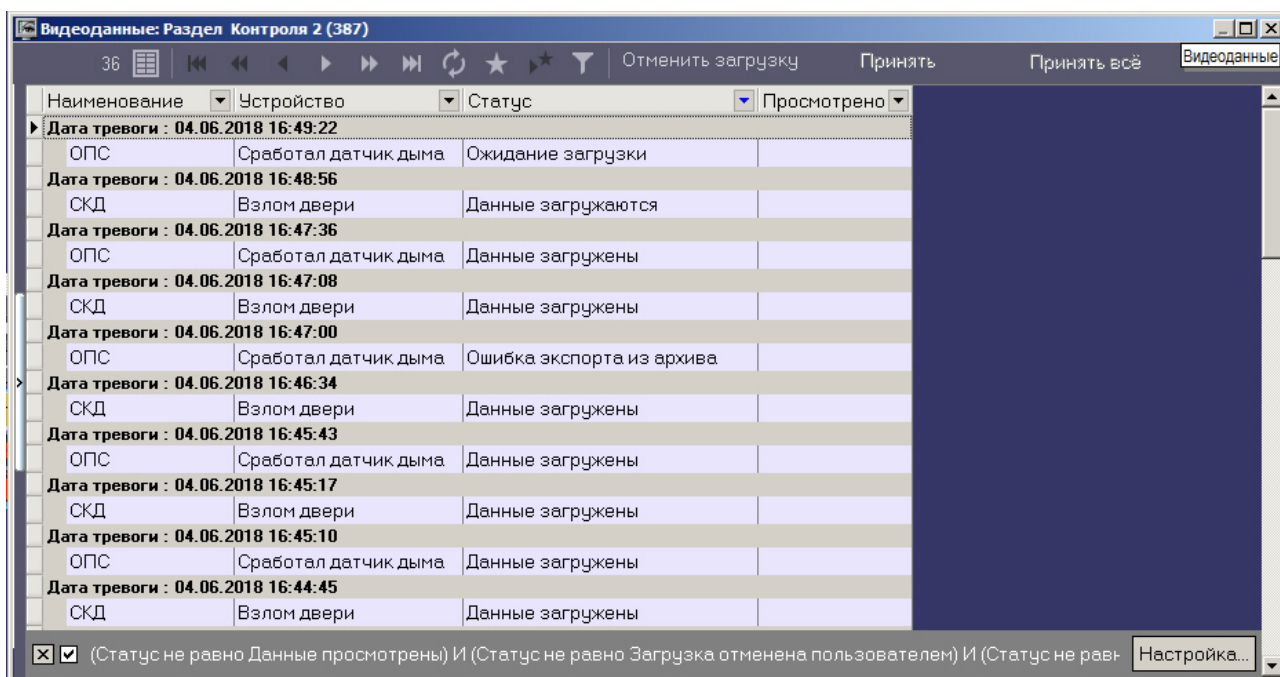 Видеоданные: Раздел Контроля 2 (387)
36 Отменить загрузку Принять Принять всё Видеоданные
Наименование Устройство Статус Просмотрено
Дата тревоги : 04.06.2018 16:49:22
ОПС Сработал датчик дыма Ожидание загрузки
Дата тревоги : 04.06.2018 16:48:56
СКД Взлом двери Данные загружаются
Дата тревоги : 04.06.2018 16:47:36
ОПС Сработал датчик дыма Данные загружены
Дата тревоги : 04.06.2018 16:47:08
СКД Взлом двери Данные загружены
Дата тревоги : 04.06.2018 16:47:00
ОПС Сработал датчик дыма Ошибка экспорта из архива
Дата тревоги : 04.06.2018 16:46:34
СКД Взлом двери Данные загружены
Дата тревоги : 04.06.2018 16:45:43
ОПС Сработал датчик дыма Данные загружены
Дата тревоги : 04.06.2018 16:45:17
СКД Взлом двери Данные загружены
Дата тревоги : 04.06.2018 16:45:10
ОПС Сработал датчик дыма Данные загружены
Дата тревоги : 04.06.2018 16:44:45
СКД Взлом двери Данные загружены
(Статус не равно Данные просмотрены) И (Статус не равно Загрузка отменена пользователем) И (Статус не Настройка...